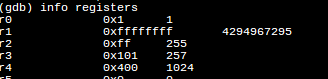 (gdb) info registers
r0 0x1 1
r1 0xffffffff 4294967295
r2 0xff 255
r3 0x101 257
r4 0x400 1024